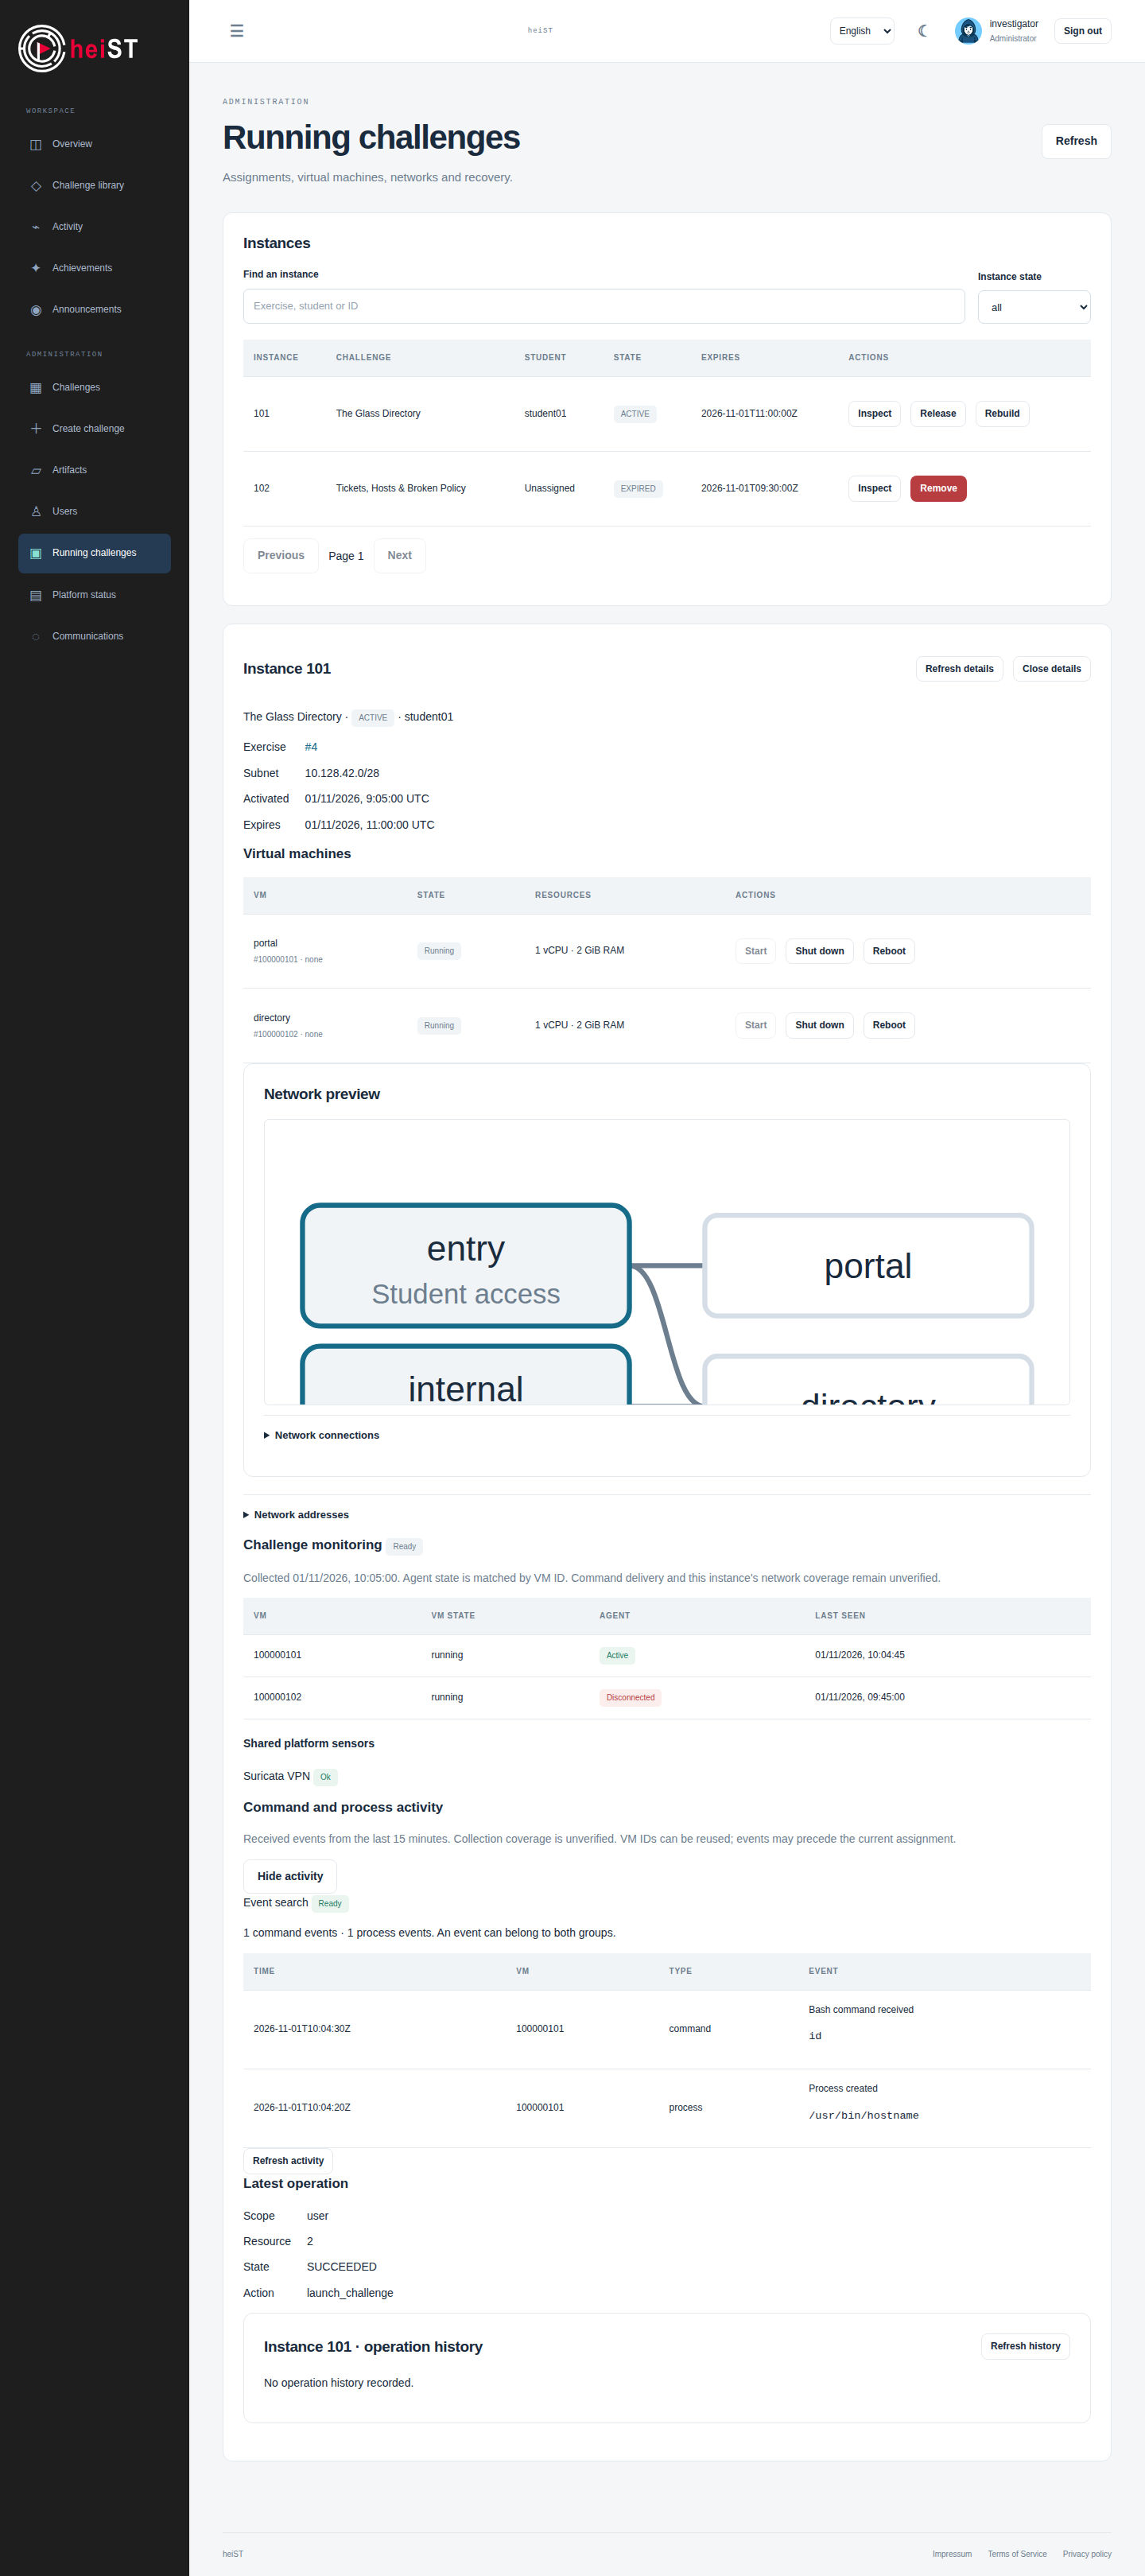 heiST
heiST
English
investigator
Administrator
Sign out
WORKSPACE
Overview
Challenge library
Activity
Achievements
Announcements
ADMINISTRATION
Challenges
Create challenge
Artifacts
Users
Running challenges
Platform status
Communications
ADMINISTRATION
Running challenges
Refresh
Assignments, virtual machines, networks and recovery.
Instances
Find an instance
Instance state
Exercise, student or ID
all
INSTANCE CHALLENGE STUDENT STATE EXPIRES ACTIONS
101 The Glass Directory student01 ACTIVE 2026-11-01T11:00:00Z Inspect Release Rebuild
102 Tickets, Hosts & Broken Policy Unassigned EXPIRED 2026-11-01T09:30:00Z Inspect Remove
Previous Page 1 Next
Instance 101 Refresh details Close details
The Glass Directory · ACTIVE · student01
Exercise #4
Subnet 10.128.42.0/28
Activated 01/11/2026, 9:05:00 UTC
Expires 01/11/2026, 11:00:00 UTC
Virtual machines
VM STATE RESOURCES ACTIONS
portal
#100000101 · none
Running 1 vCPU · 2 GiB RAM Start Shut down Reboot
directory
#100000102 · none
Running 1 vCPU · 2 GiB RAM Start Shut down Reboot
Network preview
entry
Student access
portal
internal
directory
Network connections
Network addresses
Challenge monitoring Ready
Collected 01/11/2026, 10:05:00. Agent state is matched by VM ID. Command delivery and this instance's network coverage remain unverified.
VM VM STATE AGENT LAST SEEN
100000101 running Active 01/11/2026, 10:04:45
100000102 running Disconnected 01/11/2026, 09:45:00
Shared platform sensors
Suricata VPN Ok
Command and process activity
Received events from the last 15 minutes. Collection coverage is unverified. VM IDs can be reused; events may precede the current assignment.
Hide activity
Event search Ready
1 command events · 1 process events. An event can belong to both groups.
TIME VM TYPE EVENT
2026-11-01T10:04:30Z 100000101 command Bash command received
id
2026-11-01T10:04:20Z 100000101 process Process created
/usr/bin/hostname
Refresh activity
Latest operation
Scope user
Resource 2
State SUCCEEDED
Action launch_challenge
Instance 101 · operation history Refresh history
No operation history recorded.
heiST Impressum Terms of Service Privacy policy